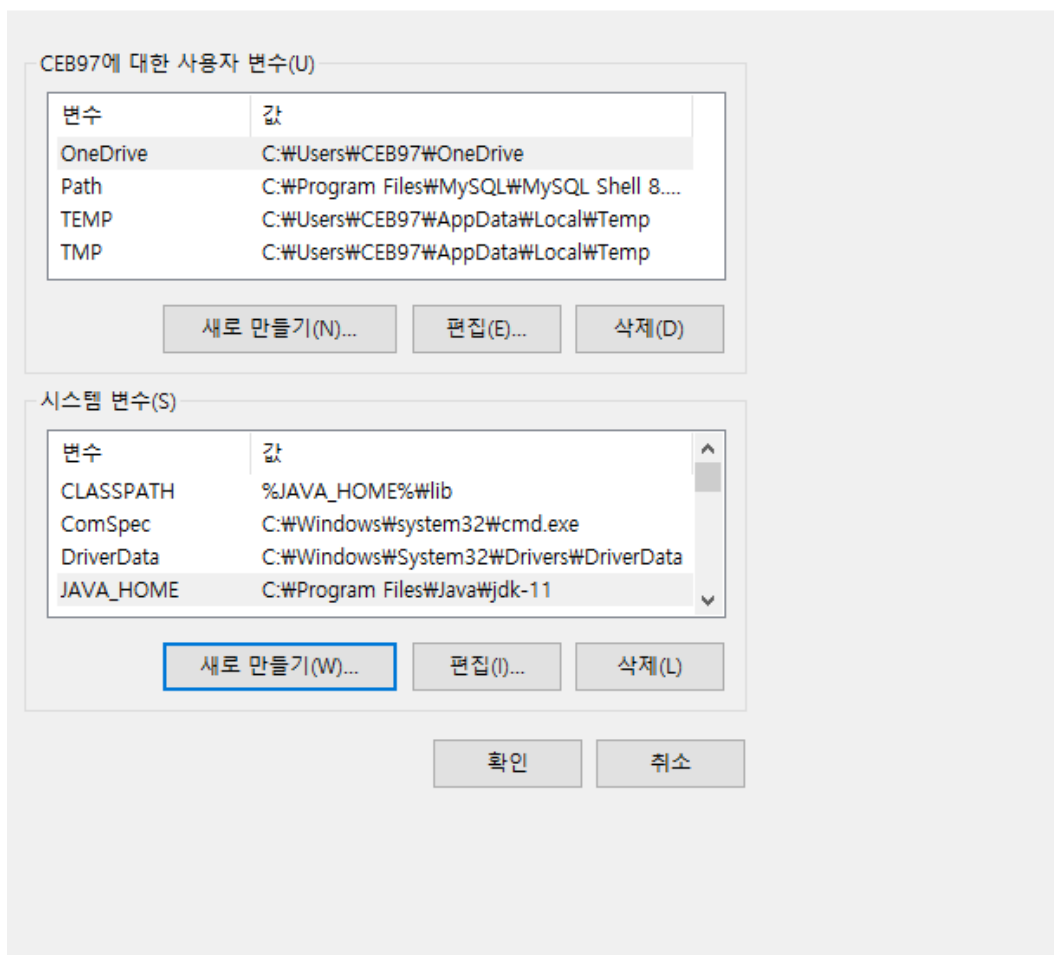 CEB97에 대한 사용자 변수(U)
변수 값
OneDrive C:₩Users₩CEB97₩OneDrive
Path C:₩Program Files₩MySQL₩MySQL Shell 8....
TEMP C:₩Users₩CEB97₩AppData₩Local₩Temp
TMP C:₩Users₩CEB97₩AppData₩Local₩Temp
새로 만들기(N)... 편집(E)... 삭제(D)
시스템 변수(S)
변수 값
CLASSPATH %JAVA_HOME%₩lib
ComSpec C:₩Windows₩system32₩cmd.exe
DriverData C:₩Windows₩System32₩Drivers₩DriverData
JAVA_HOME C:₩Program Files₩Java₩jdk-11
새로 만들기(W)... 편집(I)... 삭제(L)
확인 취소